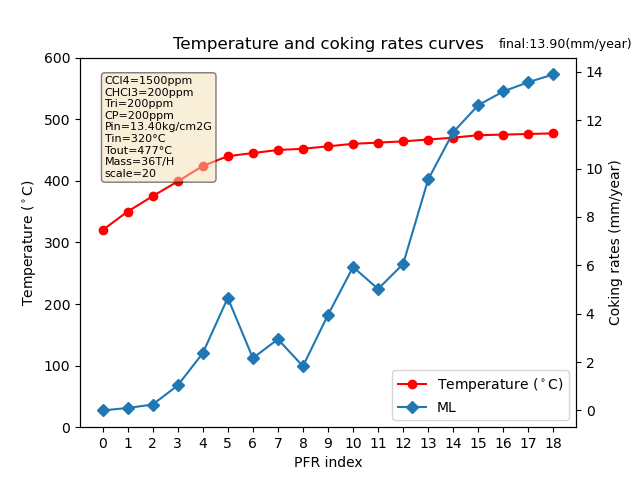 Temperature and coking rates curves
final:13.90(mm/year)
600
500
400
300
200
100
0
Temperature (°C)
CCl4=1500ppm
CHCl3=200ppm
Tri=200ppm
CP=200ppm
Pin=13.40kg/cm2G
Tin=320°C
Tout=477°C
Mass=36T/H
scale=20
14
12
10
8
6
4
2
0
Coking rates (mm/year)
Temperature (°C)
ML
0 1 2 3 4 5 6 7 8 9 10 11 12 13 14 15 16 17 18
PFR index